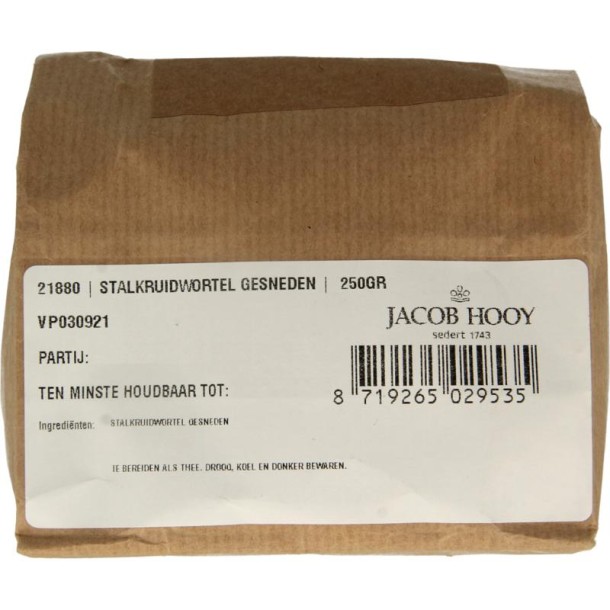 21880 | STALKRUIDWORTEL GESNEDEN | 250GR
VP030921
JACOB HOOY
sedert 1743
PARTIJ:
TEN MINSTE HOUDBAAR TOT:
8 719265 029535
Ingrediënten: STALKRUIDWORTEL GESNEDEN
TE BEREIDEN ALS THEE. DROOG, KOEL EN DONKER BEWAREN.